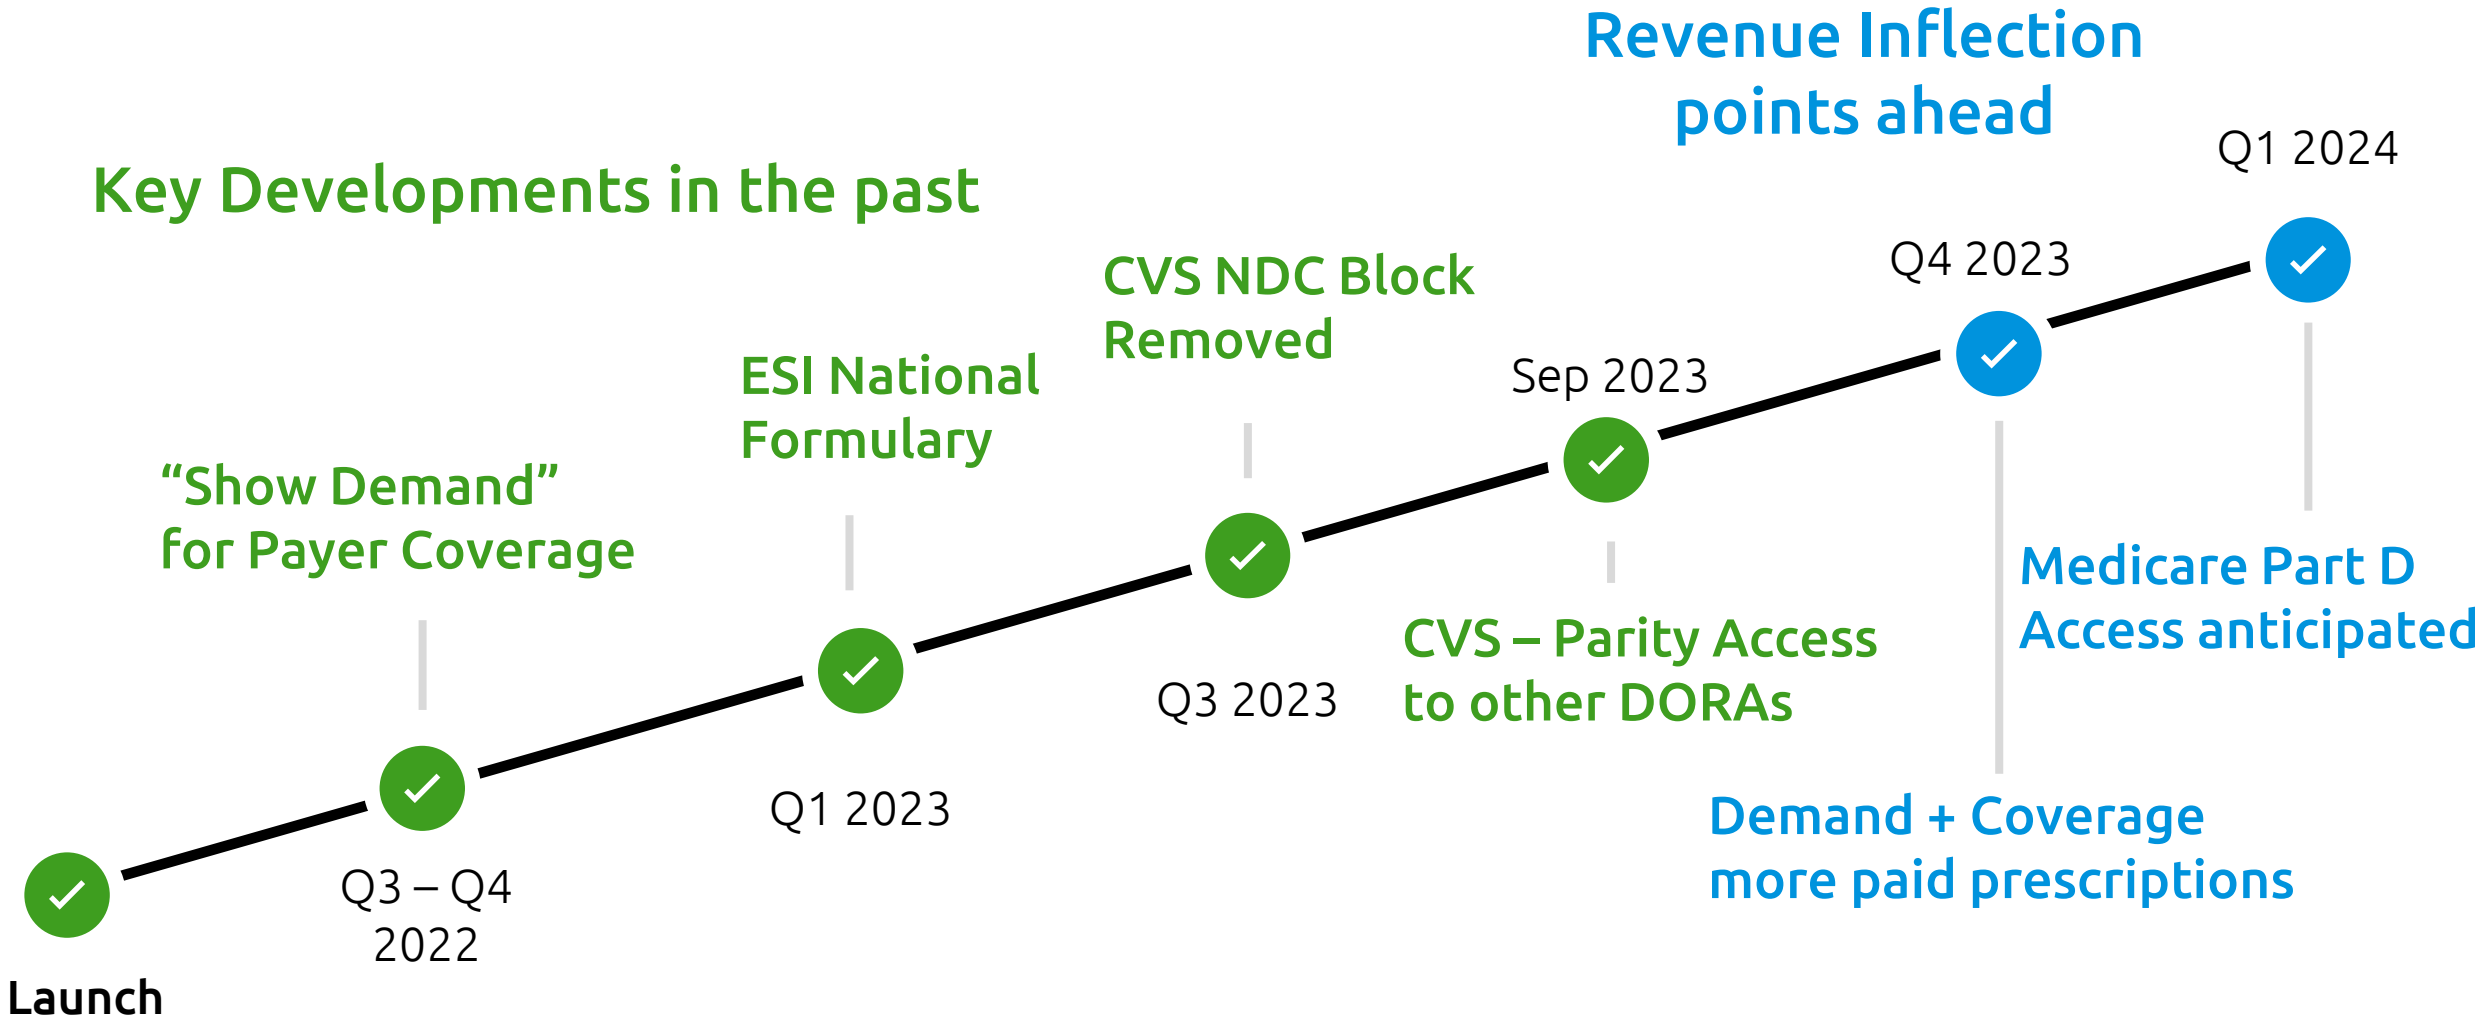 Revenue Inflection
points ahead
Key Developments in the past
Launch
“Show Demand”
for Payer Coverage
Q3 – Q4
2022
ESI National
Formulary
Q1 2023
CVS NDC Block
Removed
Q3 2023
Sep 2023
CVS – Parity Access
to other DORAs
Q4 2023
Demand + Coverage
more paid prescriptions
Q1 2024
Medicare Part D
Access anticipated